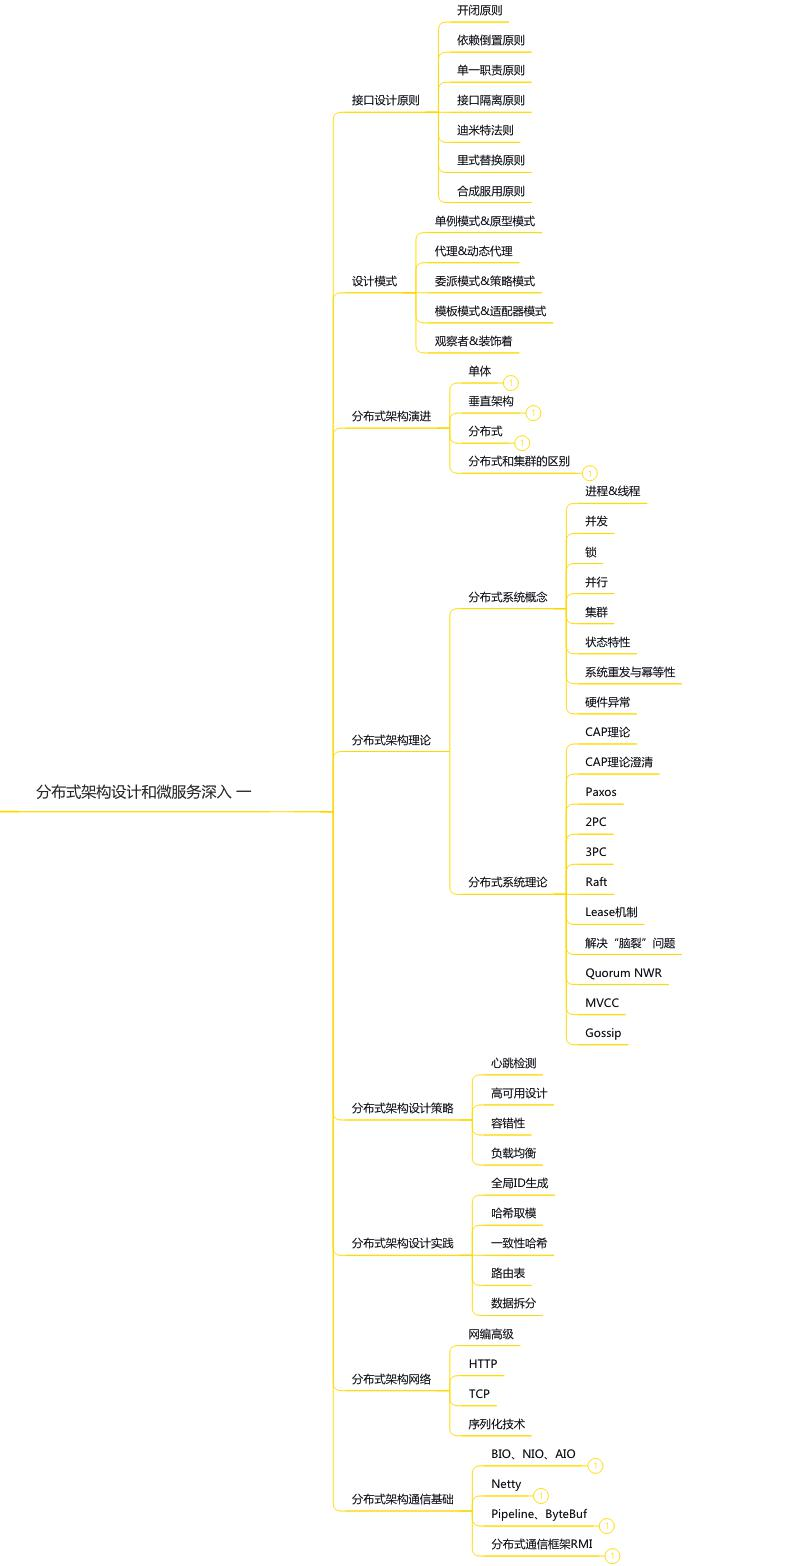 开闭原则
依赖倒置原则
单一职责原则
接口设计原则
接口隔离原则
迪米特法则
里式替换原则
合成服用原则
单例模式&原型模式
代理&动态代理
设计模式
委派模式&策略模式
模板模式&适配器模式
观察者&装饰着
单体
1
垂直架构
1
分布式架构演进
分布式
1
分布式和集群的区别
1
进程&线程
并发
锁
并行
分布式系统概念
集群
状态特性
系统重发与幂等性
硬件异常
分布式架构理论
CAP理论
CAP理论澄清
分布式架构设计和微服务深入 一
Paxos
2PC
3PC
分布式系统理论
Raft
Lease机制
解决“脑裂”问题
Quorum NWR
MVCC
Gossip
心跳检测
高可用设计
分布式架构设计策略
容错性
负载均衡
全局ID生成
哈希取模
分布式架构设计实践
一致性哈希
路由表
数据拆分
网编高级
HTTP
分布式架构网络
TCP
序列化技术
BIO、NIO、AIO
1
Netty
1
分布式架构通信基础
Pipeline、ByteBuf
1
分布式通信框架RMI
1